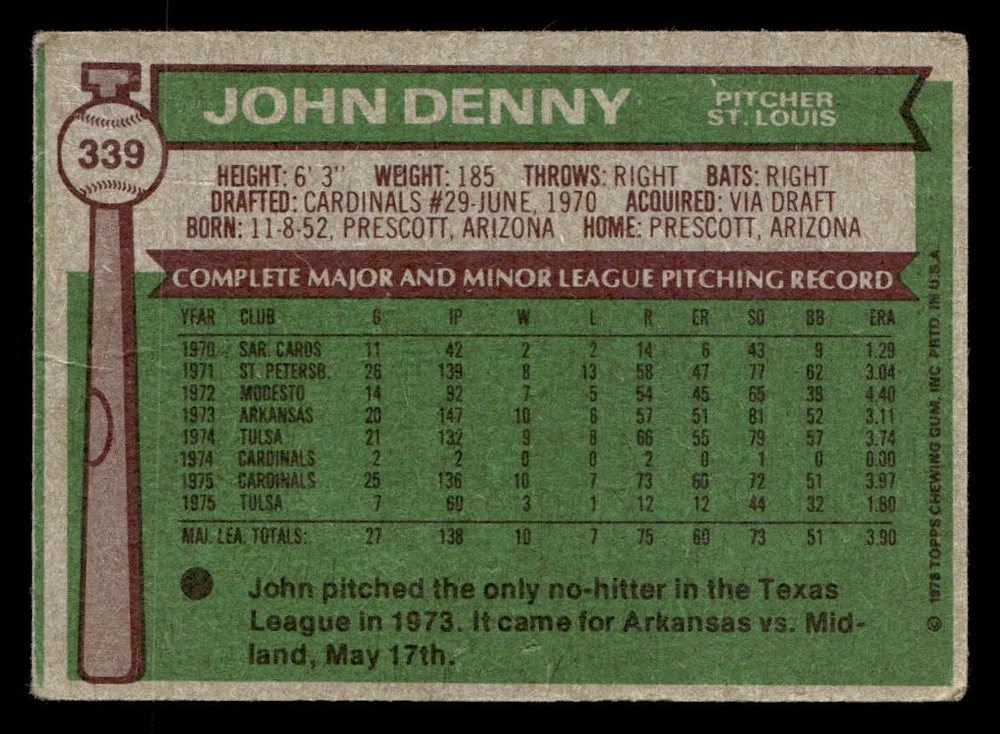 JOHN DENNY
PITCHER
ST. LOUIS
339
HEIGHT: 6' 3" WEIGHT: 185 THROWS: RIGHT BATS: RIGHT
DRAFTED: CARDINALS #29-JUNE, 1970 ACQUIRED: VIA DRAFT
BORN: 11-8-52, PRESCOTT, ARIZONA HOME: PRESCOTT, ARIZONA
COMPLETE MAJOR AND MINOR LEAGUE PITCHING RECORD
YEAR CLUB G IP W L R ER SO BB ERA
1970 SAR. CARDS 11 42 2 2 14 6 43 9 1.29
1971 ST. PETERSB. 26 139 8 13 58 47 77 62 3.04
1972 MODESTO 14 92 7 5 54 45 65 39 4.40
1973 ARKANSAS 20 147 10 6 57 51 81 52 3.11
1974 TULSA 21 132 9 8 66 55 79 57 3.74
1974 CARDINALS 2 2 0 0 2 0 1 0 0.00
1975 CARDINALS 25 136 10 7 73 60 72 51 3.97
1975 TULSA 7 60 3 1 12 12 44 32 1.80
MAJ. LEA. TOTALS: 27 138 10 7 75 60 73 51 3.90
John pitched the only no-hitter in the Texas
League in 1973. It came for Arkansas vs. Mid-
land, May 17th.
© 1976 TOPPS CHEWING GUM, INC PRTD. IN U.S.A.